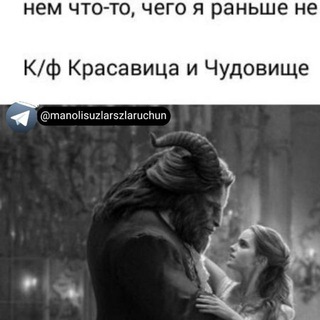 нем что-то, чего я раньше не
К/ф Красавица и Чудовище
@manolisuzlarszlaruchun